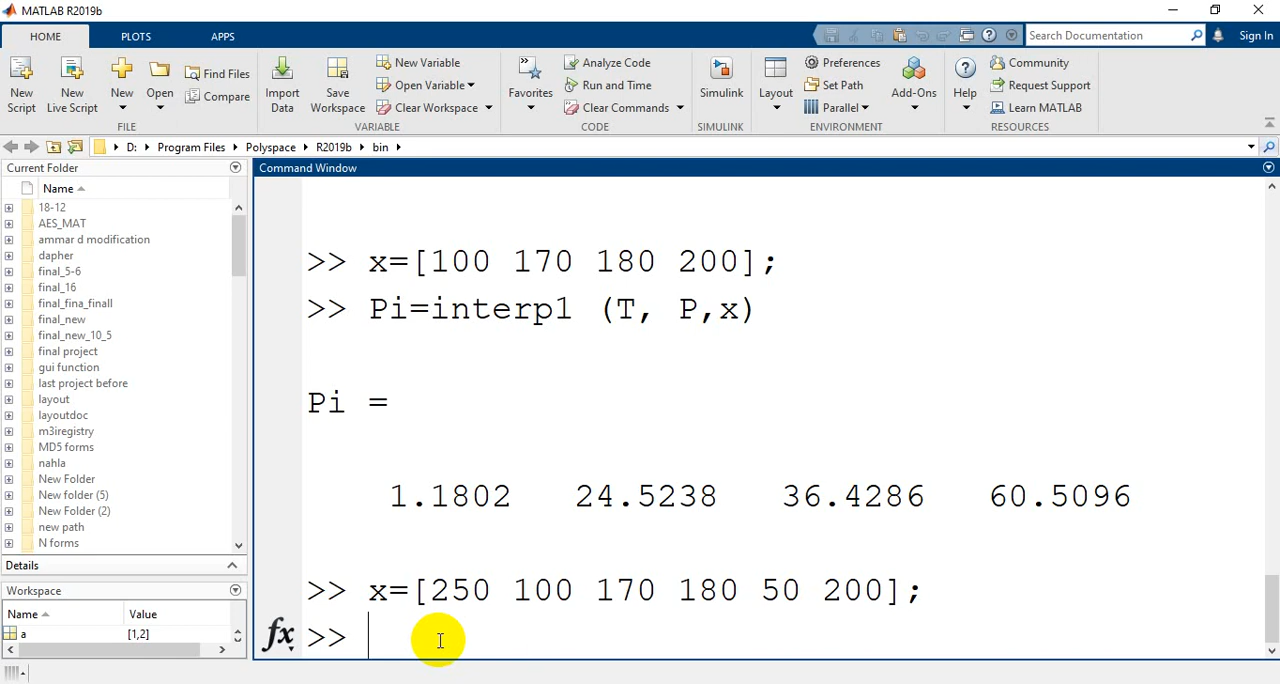 MATLAB R2019b
HOME PLOTS APPS Search Documentation Sign In
New Script
New Live Script
New
Open
Find Files
Compare
FILE
Import Data
Save Workspace
New Variable
Open Variable
Clear Workspace
VARIABLE
Favorites
Analyze Code
Run and Time
Clear Commands
CODE
Simulink
SIMULINK
Layout
Preferences
Set Path
Parallel
Add-Ons
ENVIRONMENT
Help
Community
Request Support
Learn MATLAB
RESOURCES
D: Program Files Polyspace R2019b bin
Current Folder
Name
18-12
AES_MAT
ammar d modification
dapher
final_5-6
final_16
final_fina_finall
final_new
final_new_10_5
final project
gui function
last project before
layout
layoutdoc
m3iregistry
MD5 forms
nahla
New Folder
New folder (5)
New Folder (2)
new path
N forms
Details
Workspace
Name Value
a [1,2]
Command Window
>> x=[100 170 180 200];
>> Pi=interp1 (T, P,x)
Pi =
1.1802 24.5238 36.4286 60.5096
>> x=[250 100 170 180 50 200];
fx >>